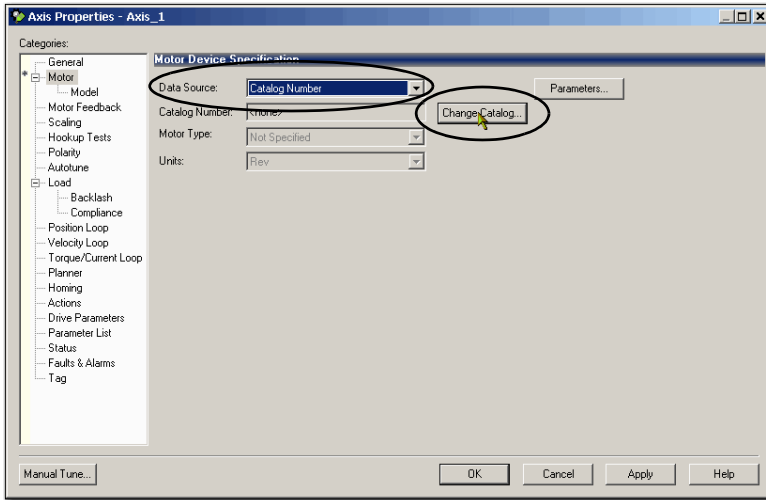 Axis Properties - Axis_1
Categories:
General
* Motor
Model
Motor Feedback
Scaling
Hookup Tests
Polarity
Autotune
Load
Backlash
Compliance
Position Loop
Velocity Loop
Torque/Current Loop
Planner
Homing
Actions
Drive Parameters
Parameter List
Status
Faults & Alarms
Tag
Motor Device Specification
Data Source: Catalog Number Parameters...
Catalog Number: <none> Change Catalog...
Motor Type: Not Specified
Units: Rev
Manual Tune... OK Cancel Apply Help